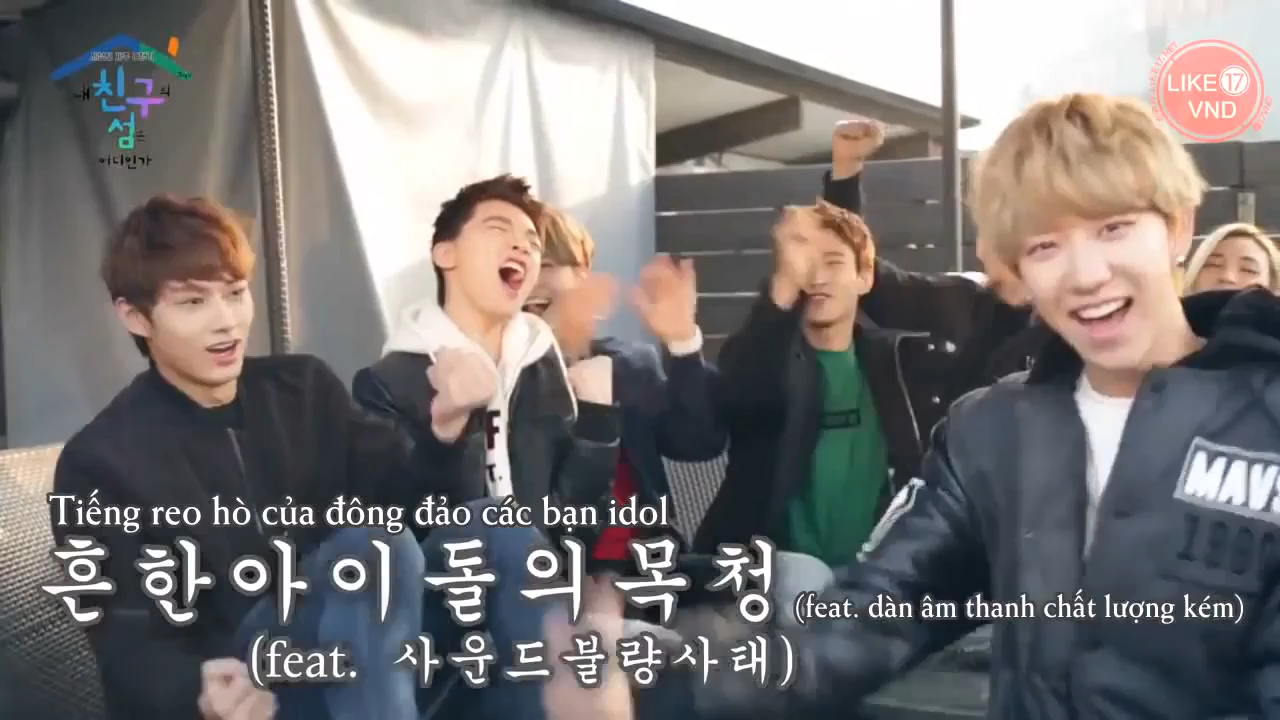 내 친구의
섬은
어디인가
LIKE 17
VND
Tiếng reo hò của đông đảo các bạn idol
흔한아이돌의목청
(feat. dàn âm thanh chất lượng kém)
(feat. 사운드불량사태)
MAVS